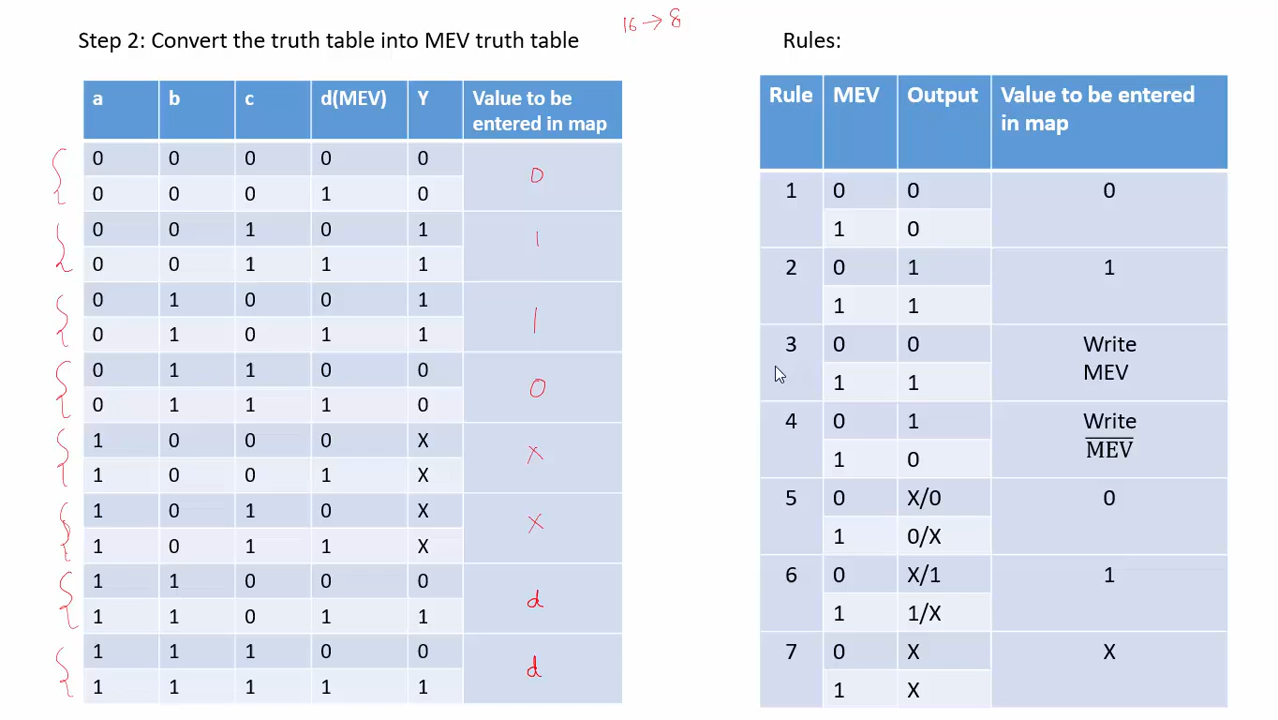 16 → 8
Step 2: Convert the truth table into MEV truth table
a b c d(MEV) Y Value to be
entered in map
0 0 0 0 0
0
0 0 0 1 0
0 0 1 0 1
1
0 0 1 1 1
0 1 0 0 1
1
0 1 0 1 1
0 1 1 0 0
0
0 1 1 1 0
1 0 0 0 X
X
1 0 0 1 X
1 0 1 0 X
X
1 0 1 1 X
1 1 0 0 0
d
1 1 0 1 1
1 1 1 0 0
d
1 1 1 1 1
Rules:
Rule MEV Output Value to be entered
in map
1 0 0 0
1 0
2 0 1 1
1 1
3 0 0 Write
MEV
1 1
4 0 1 Write
M̅E̅V̅
1 0
5 0 X/0 0
1 0/X
6 0 X/1 1
1 1/X
7 0 X X
1 X